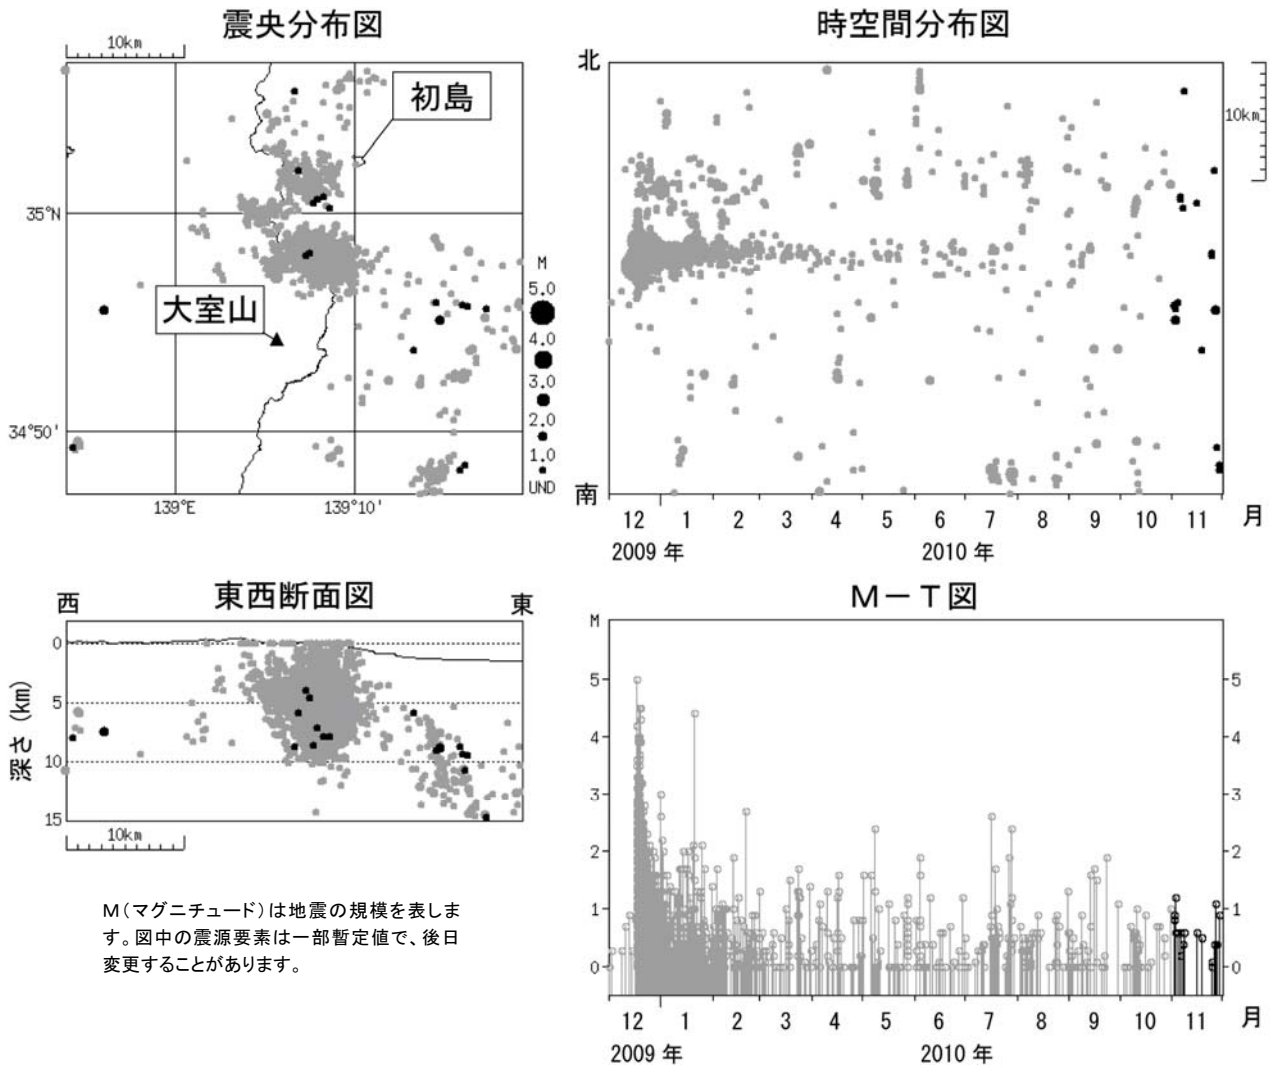 震央分布図
10km
初島
35°N
大室山
34°50'
139°E
139°10'
M
5.0
4.0
3.0
2.0
1.0
UND
時空間分布図
北
南
10km
12 1 2 3 4 5 6 7 8 9 10 11 月
2009 年 2010 年
東西断面図
西 東
0
5
10
15
深さ (km)
10km
M(マグニチュード)は地震の規模を表しま
す。図中の震源要素は一部暫定値で、後日
変更することがあります。
M-T図
M
5 5
4 4
3 3
2 2
1 1
0 0
12 1 2 3 4 5 6 7 8 9 10 11 月
2009 年 2010 年